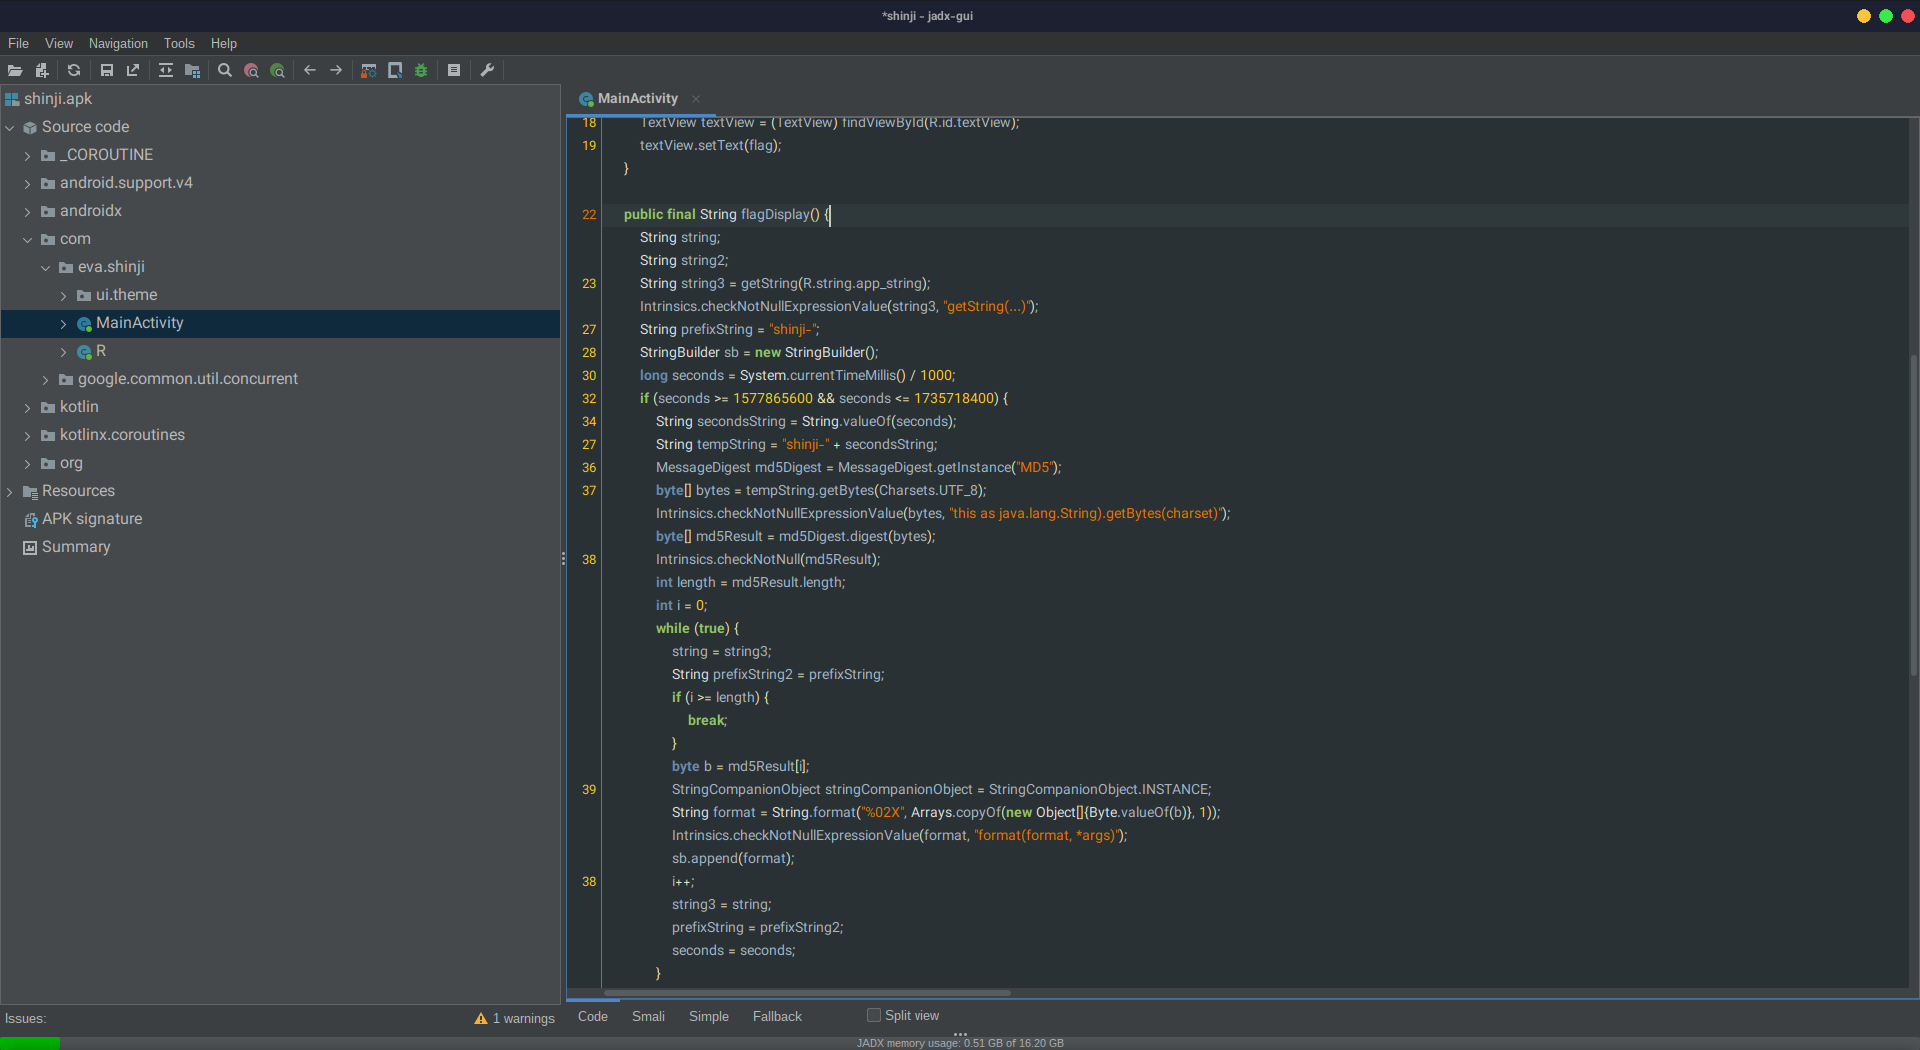 *shinji - jadx-gui
File View Navigation Tools Help
shinji.apk
Source code
_COROUTINE
android.support.v4
androidx
com
eva.shinji
ui.theme
MainActivity
R
google.common.util.concurrent
kotlin
kotlinx.coroutines
org
Resources
APK signature
Summary
MainActivity
18 TextView textView = (TextView) findViewById(R.id.textView);
19 textView.setText(flag);
}
22 public final String flagDisplay() {
String string;
String string2;
23 String string3 = getString(R.string.app_string);
Intrinsics.checkNotNullExpressionValue(string3, "getString(...)");
27 String prefixString = "shinji-";
28 StringBuilder sb = new StringBuilder();
30 long seconds = System.currentTimeMillis() / 1000;
32 if (seconds >= 1577865600 && seconds <= 1735718400) {
34 String secondsString = String.valueOf(seconds);
27 String tempString = "shinji-" + secondsString;
36 MessageDigest md5Digest = MessageDigest.getInstance("MD5");
37 byte[] bytes = tempString.getBytes(Charsets.UTF_8);
Intrinsics.checkNotNullExpressionValue(bytes, "this as java.lang.String).getBytes(charset)");
byte[] md5Result = md5Digest.digest(bytes);
38 Intrinsics.checkNotNull(md5Result);
int length = md5Result.length;
int i = 0;
while (true) {
string = string3;
String prefixString2 = prefixString;
if (i >= length) {
break;
}
byte b = md5Result[i];
39 StringCompanionObject stringCompanionObject = StringCompanionObject.INSTANCE;
String format = String.format("%02X", Arrays.copyOf(new Object[]{Byte.valueOf(b)}, 1));
Intrinsics.checkNotNullExpressionValue(format, "format(format, *args)");
sb.append(format);
38 i++;
string3 = string;
prefixString = prefixString2;
seconds = seconds;
}
Issues: 1 warnings
Code Smali Simple Fallback Split view
JADX memory usage: 0.51 GB of 16.20 GB